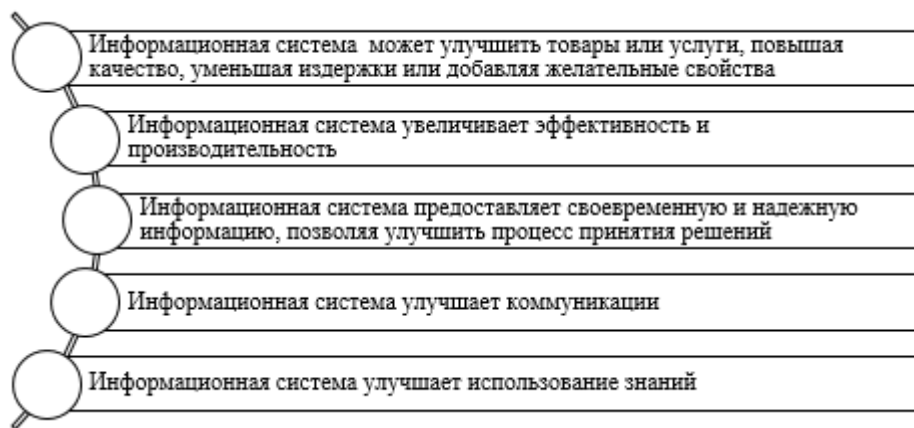 Информационная система может улучшить товары или услуги, повышая
качество, уменьшая издержки или добавляя желательные свойства
Информационная система увеличивает эффективность и
производительность
Информационная система предоставляет своевременную и надежную
информацию, позволяя улучшить процесс принятия решений
Информационная система улучшает коммуникации
Информационная система улучшает использование знаний